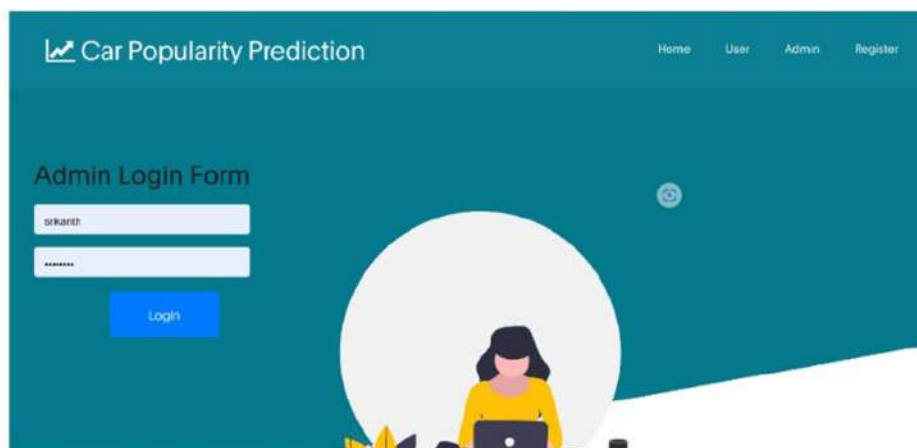 Car Popularity Prediction
Home User Admin Register
Admin Login Form
srikanth
••••••••
Login